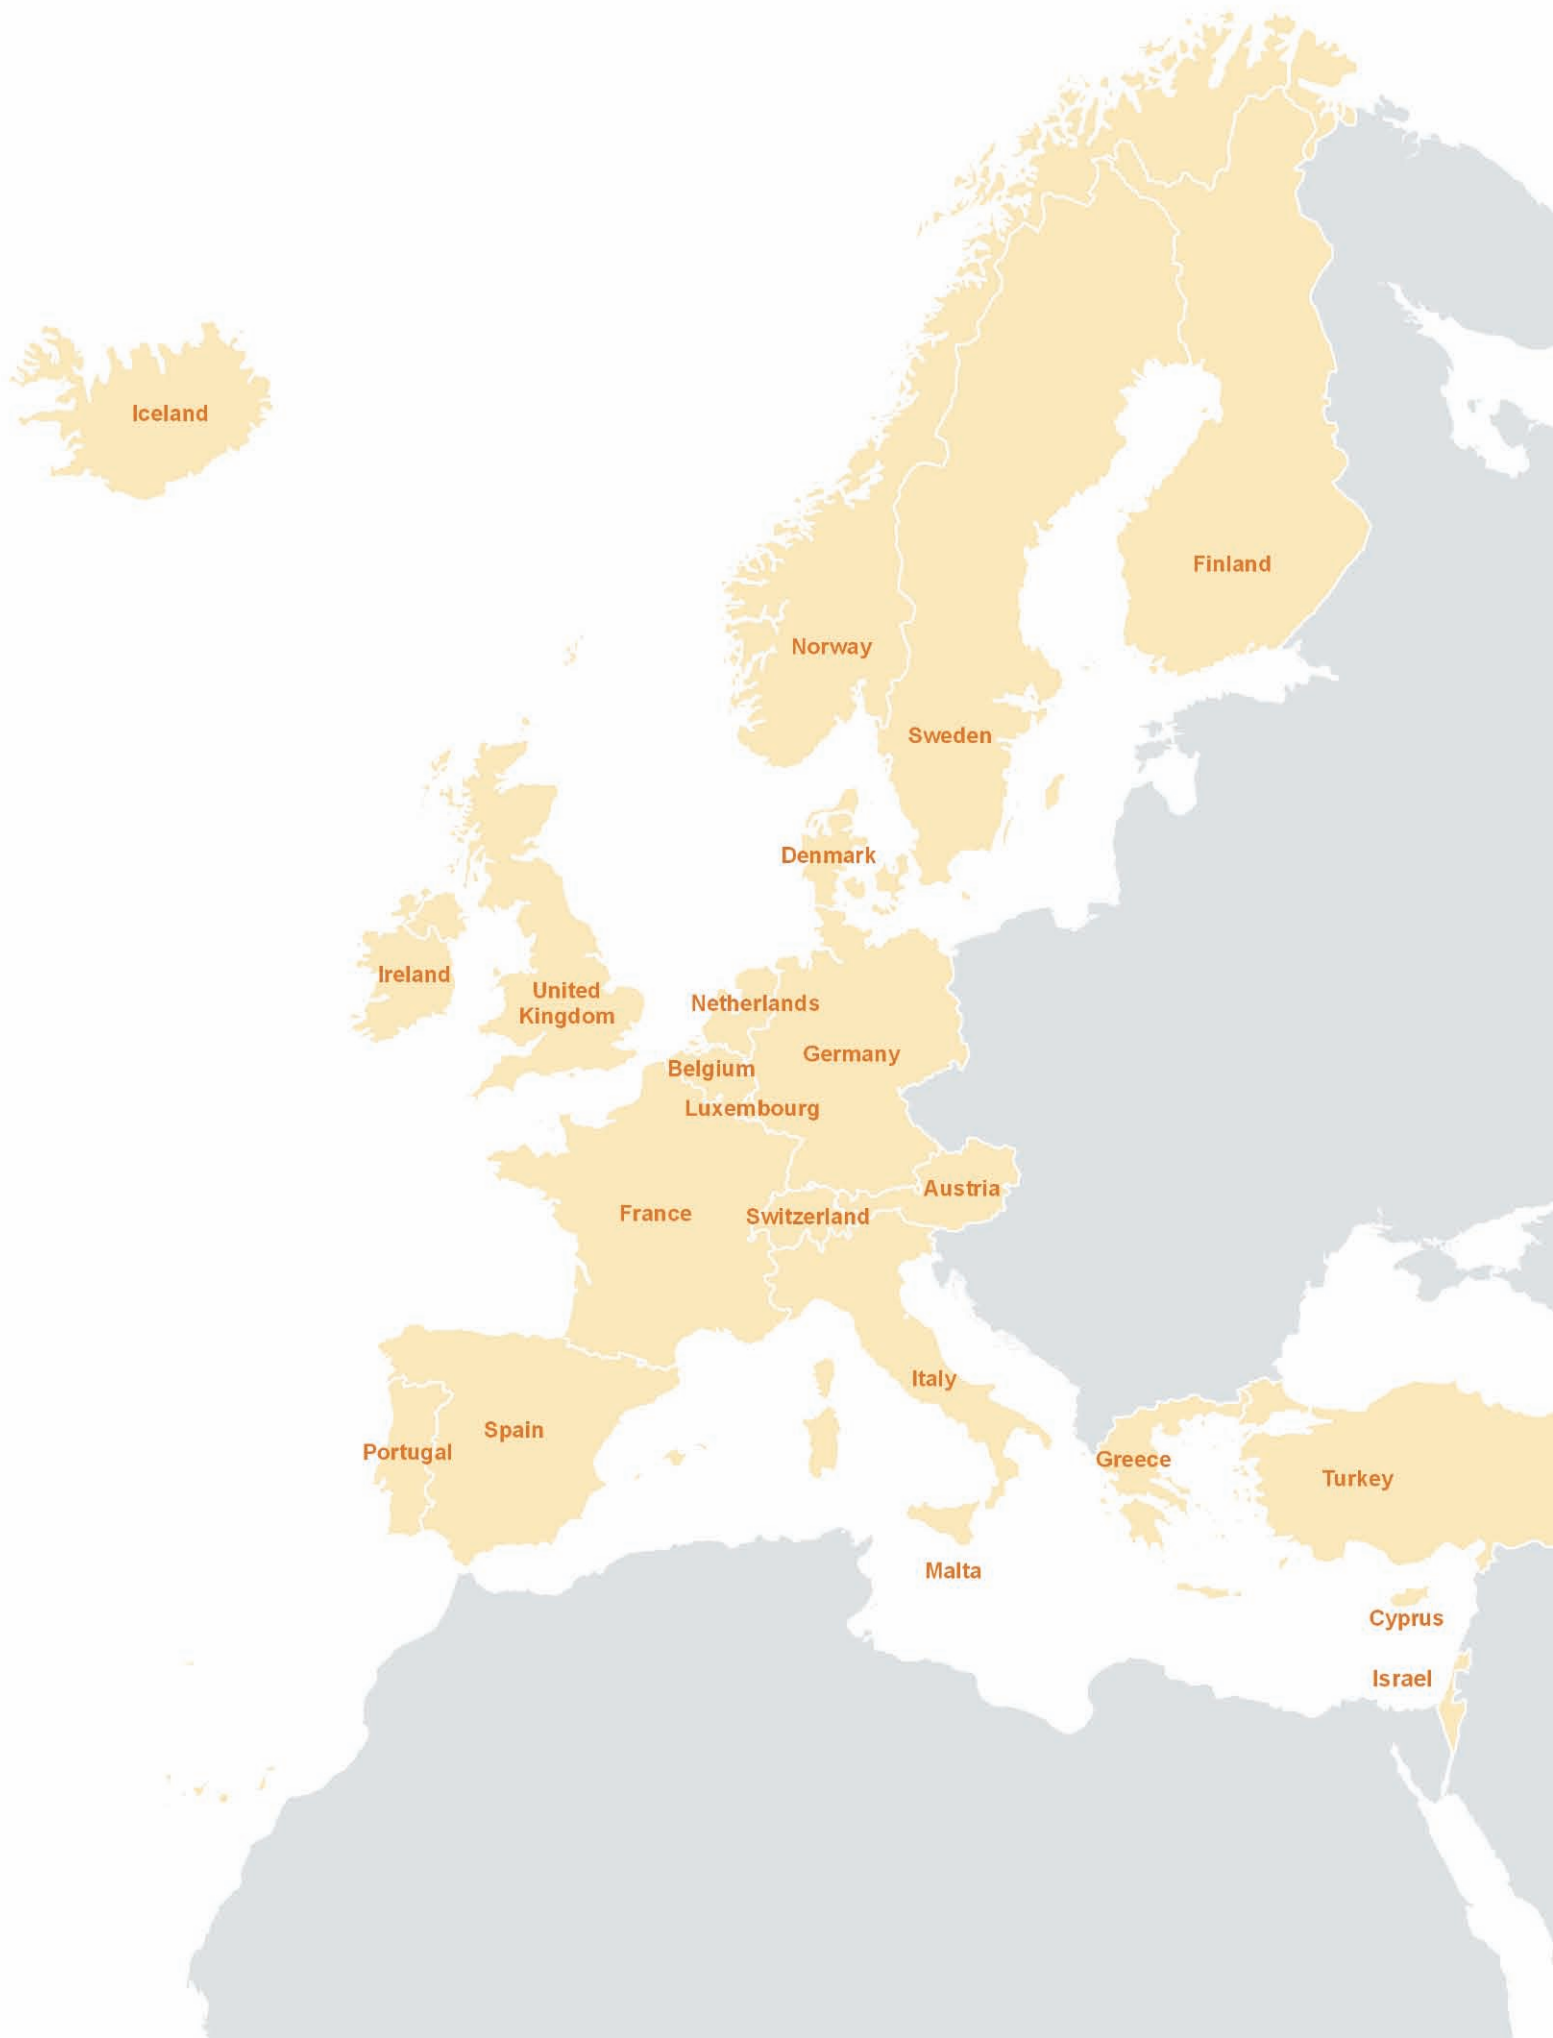 Iceland
Finland
Norway
Sweden
Denmark
Ireland
United
Kingdom
Netherlands
Germany
Belgium
Luxembourg
Austria
France
Switzerland
Italy
Spain
Portugal
Greece
Turkey
Malta
Cyprus
Israel